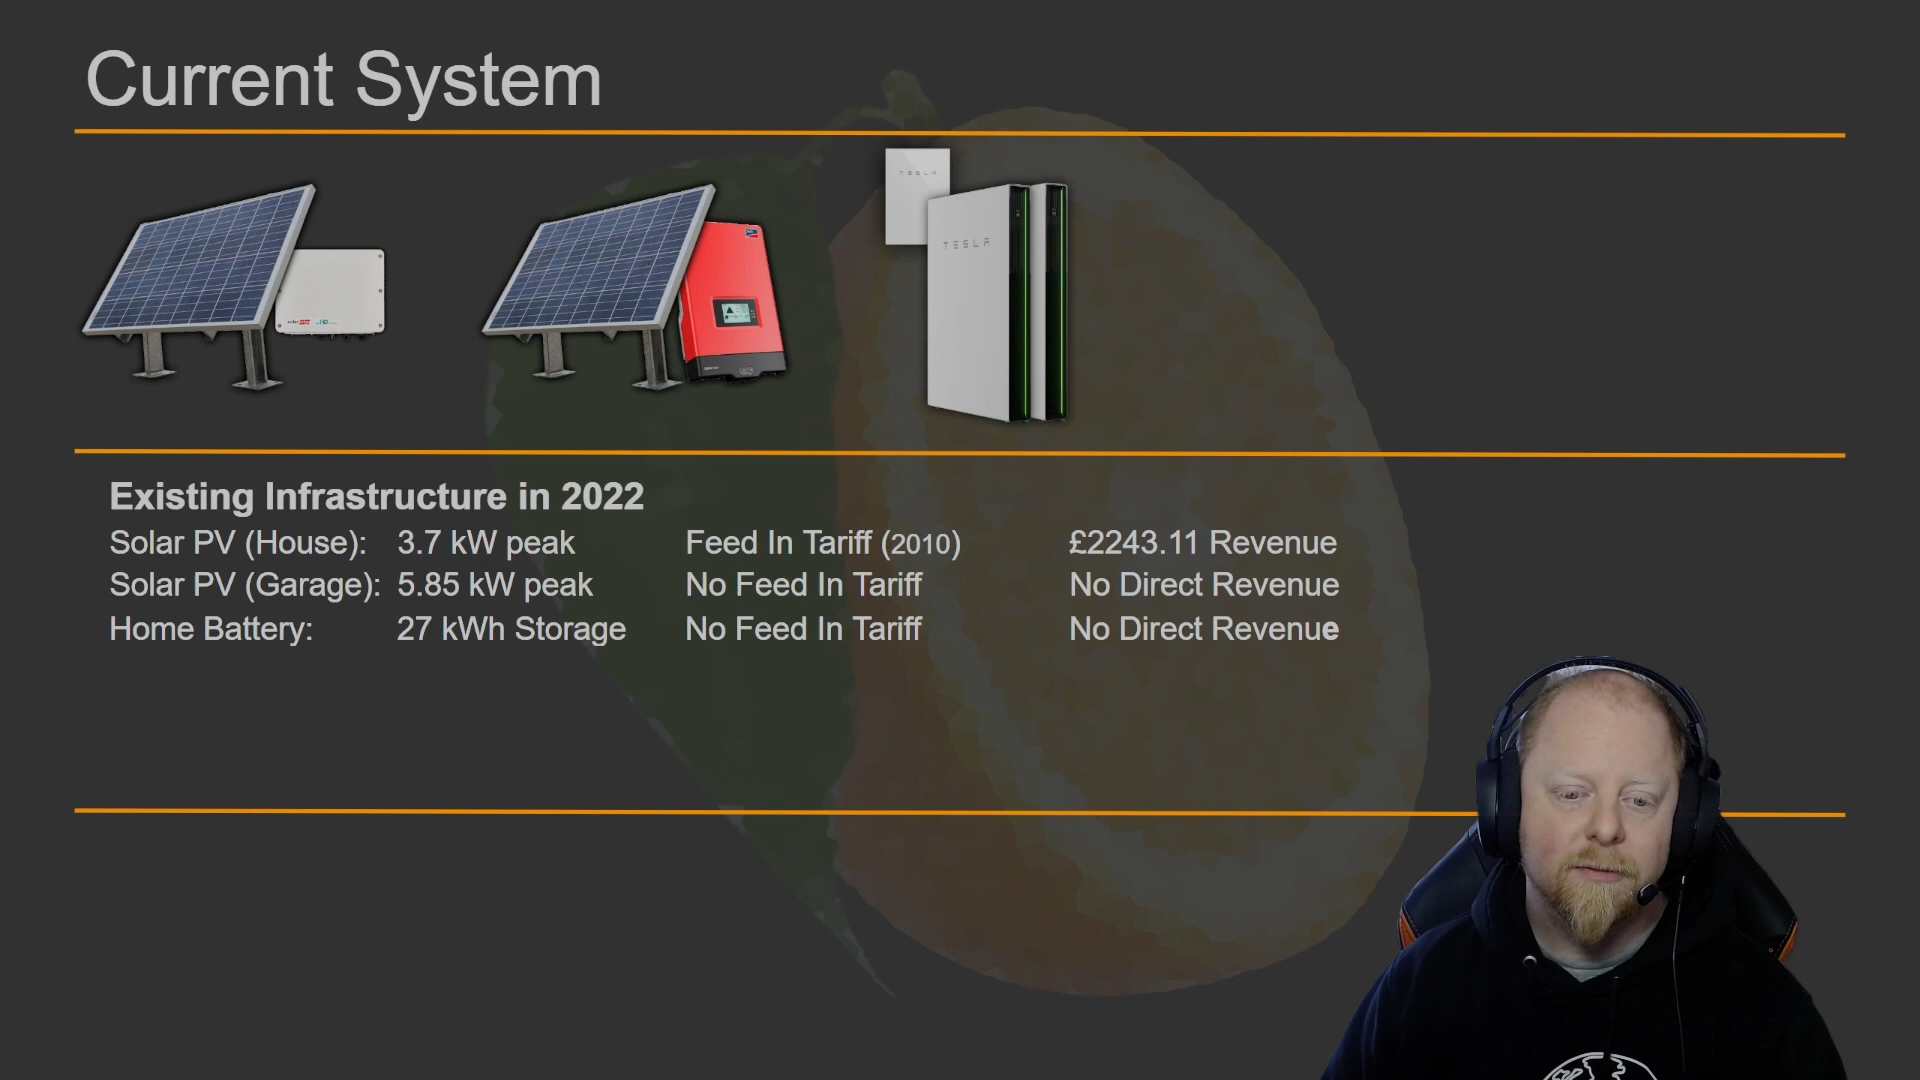 Current System
TESLA
TESLA
Existing Infrastructure in 2022
Solar PV (House): 3.7 kW peak Feed In Tariff (2010) £2243.11 Revenue
Solar PV (Garage): 5.85 kW peak No Feed In Tariff No Direct Revenue
Home Battery: 27 kWh Storage No Feed In Tariff No Direct Revenue